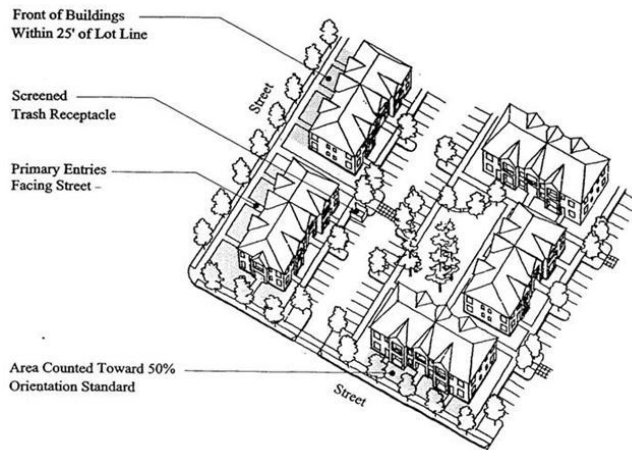 Front of Buildings
Within 25' of Lot Line
Street
Screened
Trash Receptacle
Primary Entries
Facing Street –
Area Counted Toward 50%
Orientation Standard
Street